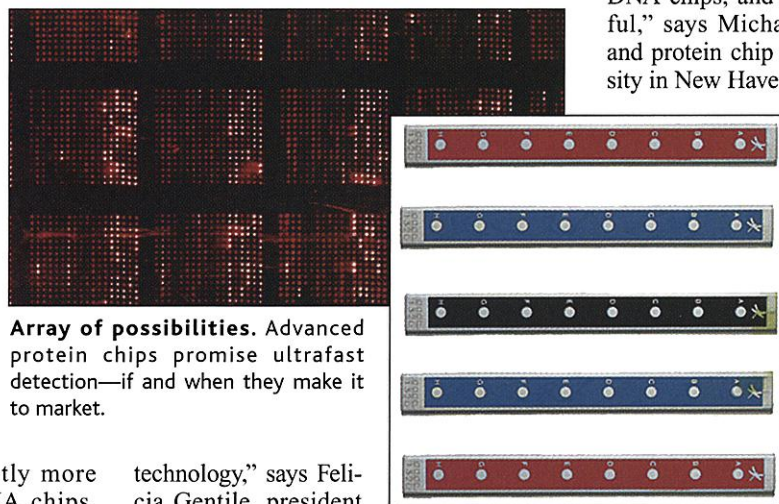 DNA chips, and
ful,” says Micha
and protein chip
sity in New Have
Array of possibilities. Advanced
protein chips promise ultrafast
detection—if and when they make it
to market.
tly more
A chips
technology,” says Feli-
cia Gentile, president
H G F E D C B A
H G F E D C B A
H G F E D C B A
H G F E D C B A
H G F E D C B A